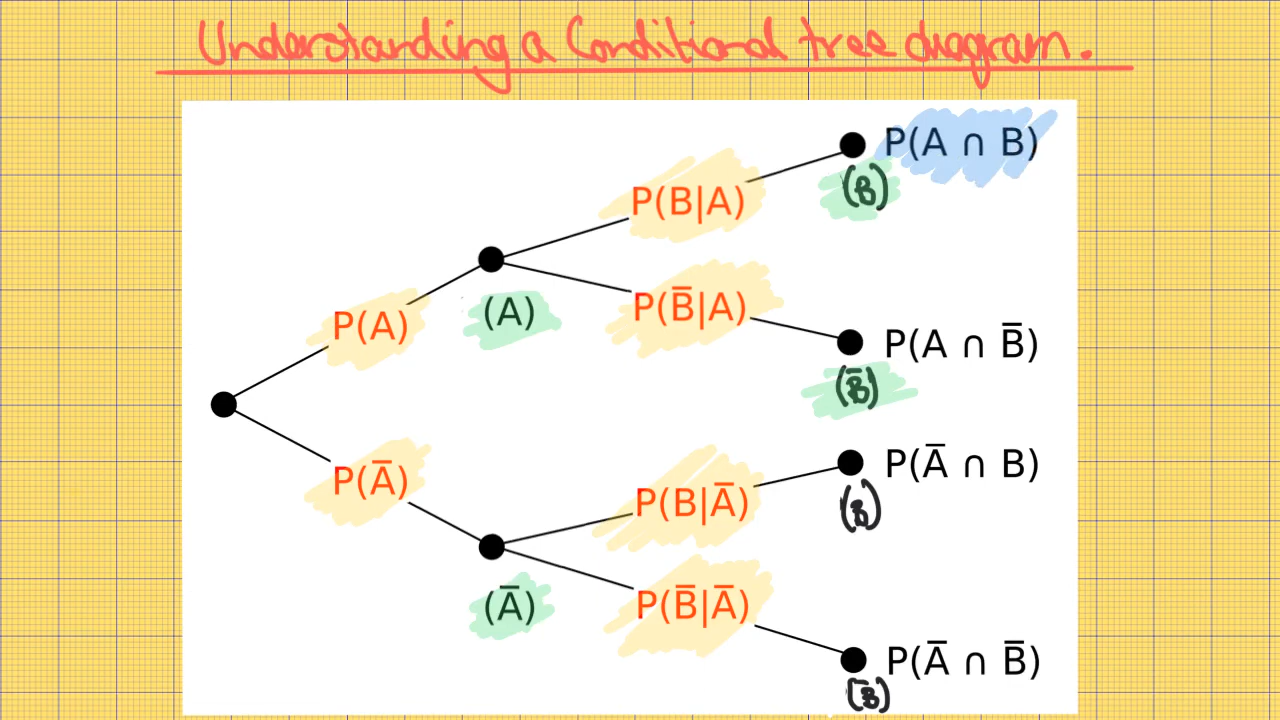 Understanding a Conditional tree diagram.
P(A ∩ B)
(B)
P(B|A)
P(B̅|A)
(A)
P(A)
P(A ∩ B̅)
(B̅)
P(A̅ ∩ B)
P(A̅)
P(B|A̅)
(B)
(A̅)
P(B̅|A̅)
P(A̅ ∩ B̅)
(B̅)